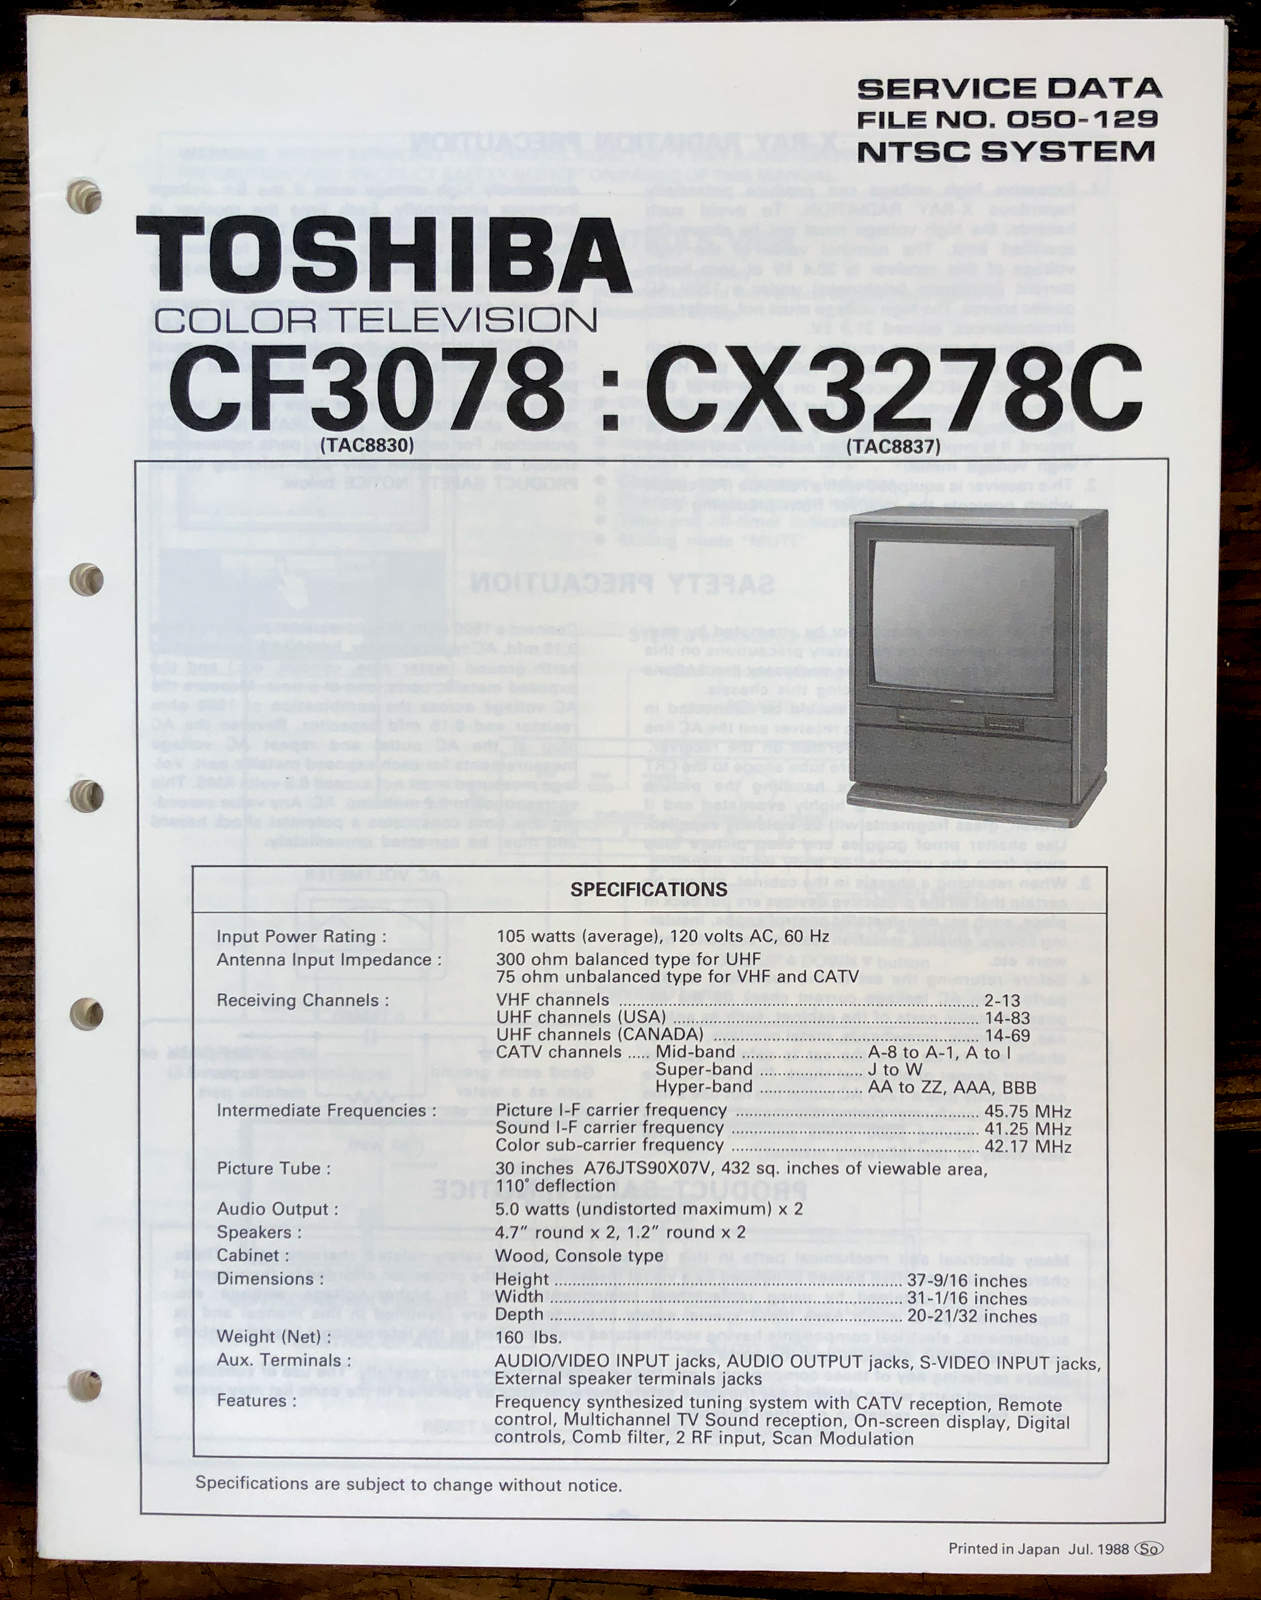 SERVICE DATA
FILE NO. 050-129
NTSC SYSTEM
TOSHIBA
COLOR TELEVISION
CF3078 : CX3278C
(TAC8830) (TAC8837)
SPECIFICATIONS
Input Power Rating : 105 watts (average), 120 volts AC, 60 Hz
Antenna Input Impedance : 300 ohm balanced type for UHF
75 ohm unbalanced type for VHF and CATV
Receiving Channels : VHF channels ........ 2-13
UHF channels (USA) ........ 14-83
UHF channels (CANADA) ........ 14-69
CATV channels ..... Mid-band ........ A-8 to A-1, A to I
Super-band ........ J to W
Hyper-band ........ AA to ZZ, AAA, BBB
Intermediate Frequencies : Picture I-F carrier frequency ........ 45.75 MHz
Sound I-F carrier frequency ........ 41.25 MHz
Color sub-carrier frequency ........ 42.17 MHz
Picture Tube : 30 inches A76JTS90X07V, 432 sq. inches of viewable area,
110° deflection
Audio Output : 5.0 watts (undistorted maximum) x 2
Speakers : 4.7" round x 2, 1.2" round x 2
Cabinet : Wood, Console type
Dimensions : Height ........ 37-9/16 inches
Width ........ 31-1/16 inches
Depth ........ 20-21/32 inches
Weight (Net) : 160 lbs.
Aux. Terminals : AUDIO/VIDEO INPUT jacks, AUDIO OUTPUT jacks, S-VIDEO INPUT jacks,
External speaker terminals jacks
Features : Frequency synthesized tuning system with CATV reception, Remote
control, Multichannel TV Sound reception, On-screen display, Digital
controls, Comb filter, 2 RF input, Scan Modulation
Specifications are subject to change without notice.
Printed in Japan Jul. 1988 So